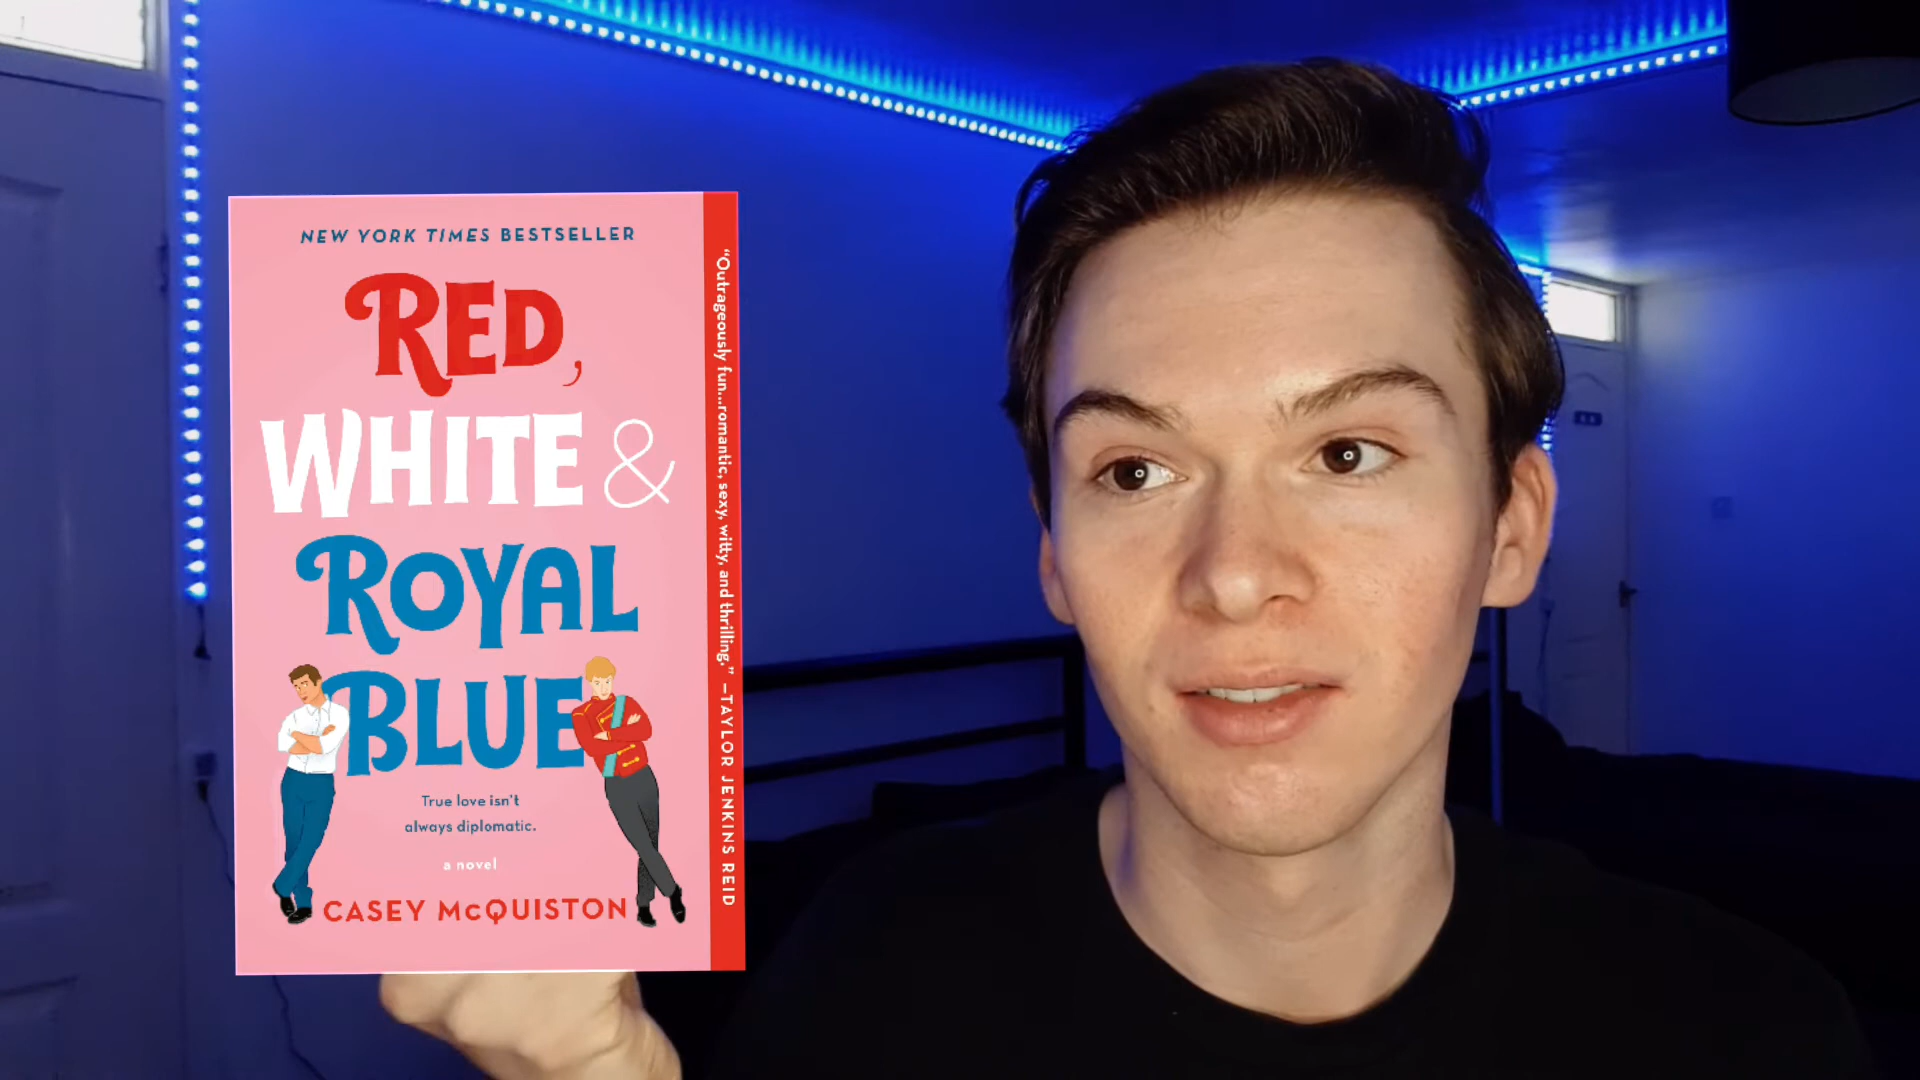 NEW YORK TIMES BESTSELLER
RED,
WHITE &
ROYAL
BLUE
True love isn't
always diplomatic.
a novel
CASEY McQUISTON
"Outrageously fun...romantic, sexy, witty, and thrilling." –TAYLOR JENKINS REID